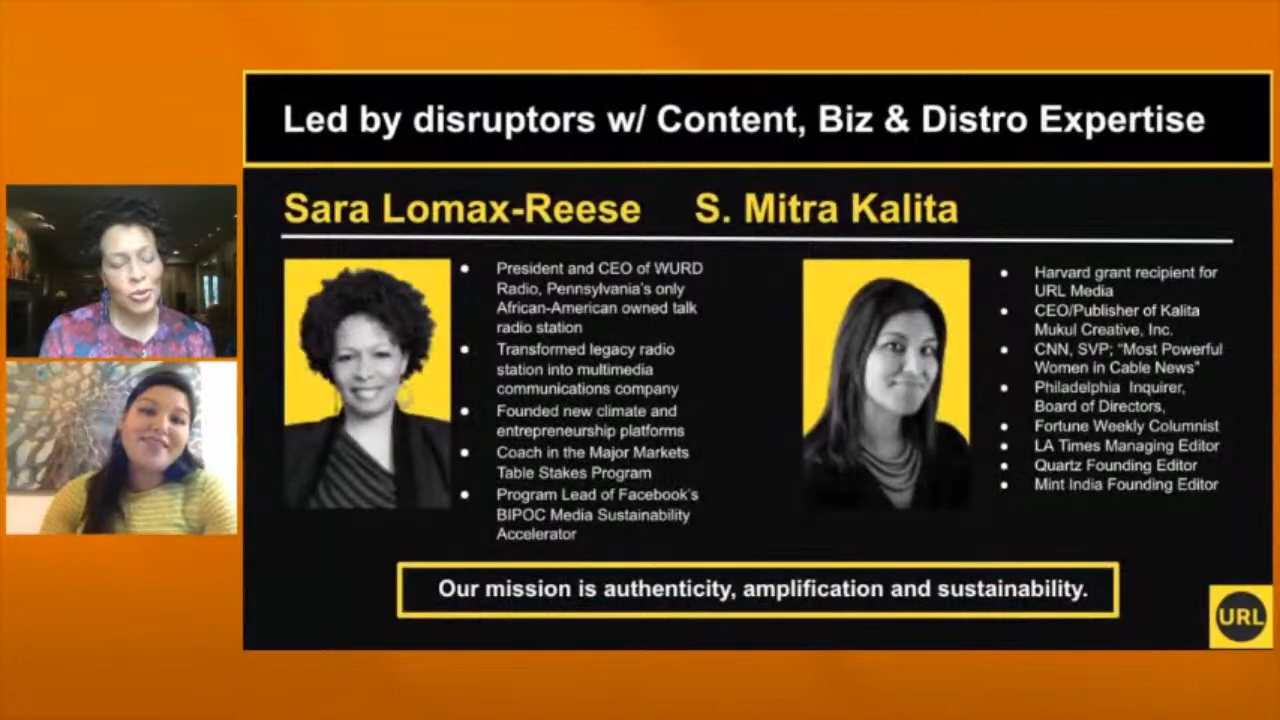 Led by disruptors w/ Content, Biz & Distro Expertise
Sara Lomax-Reese
President and CEO of WURD
Radio, Pennsylvania's only
African-American owned talk
radio station
Transformed legacy radio
station into multimedia
communications company
Founded new climate and
entrepreneurship platforms
Coach in the Major Markets
Table Stakes Program
Program Lead of Facebook's
BIPOC Media Sustainability
Accelerator
S. Mitra Kalita
Harvard grant recipient for
URL Media
CEO/Publisher of Kalita
Mukul Creative, Inc.
CNN, SVP; "Most Powerful
Women in Cable News"
Philadelphia Inquirer,
Board of Directors,
Fortune Weekly Columnist
LA Times Managing Editor
Quartz Founding Editor
Mint India Founding Editor
Our mission is authenticity, amplification and sustainability.
URL